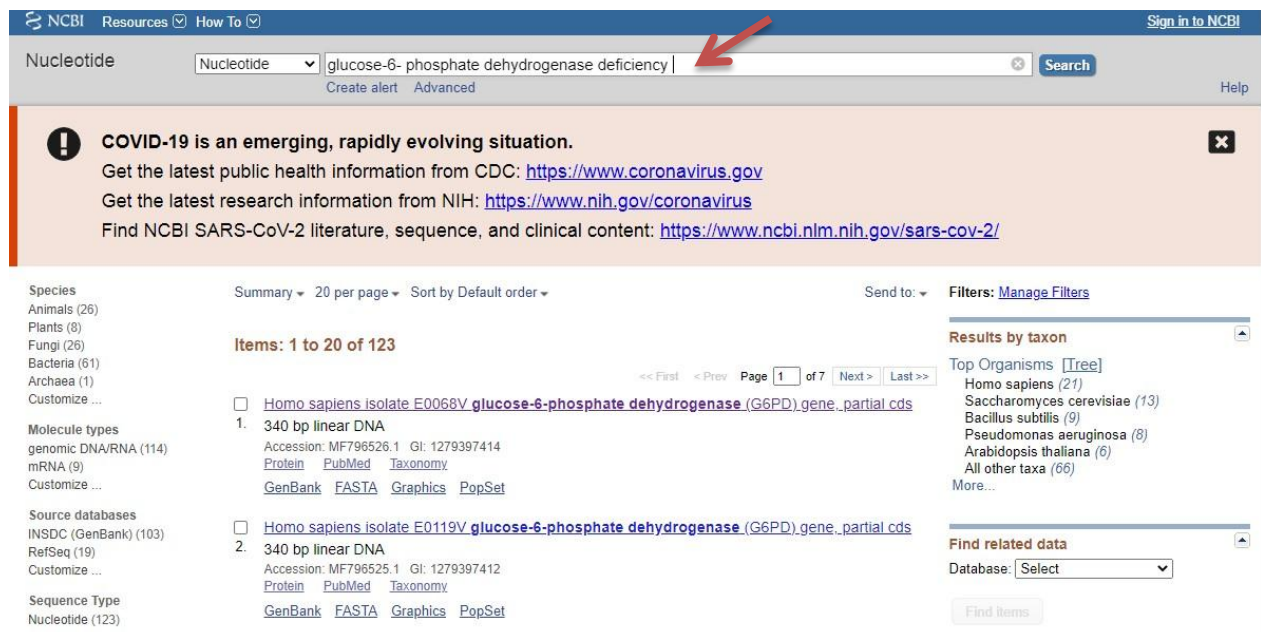 NCBI Resources How To Sign in to NCBI
Nucleotide Nucleotide glucose-6- phosphate dehydrogenase deficiency Search
Create alert Advanced Help
COVID-19 is an emerging, rapidly evolving situation.
Get the latest public health information from CDC: https://www.coronavirus.gov
Get the latest research information from NIH: https://www.nih.gov/coronavirus
Find NCBI SARS-CoV-2 literature, sequence, and clinical content: https://www.ncbi.nlm.nih.gov/sars-cov-2/
Species
Animals (26)
Plants (8)
Fungi (26)
Bacteria (61)
Archaea (1)
Customize ...
Molecule types
genomic DNA/RNA (114)
mRNA (9)
Customize ...
Source databases
INSDC (GenBank) (103)
RefSeq (19)
Customize ...
Sequence Type
Nucleotide (123)
Summary 20 per page Sort by Default order Send to:
Items: 1 to 20 of 123
<< First < Prev Page 1 of 7 Next > Last >>
Homo sapiens isolate E0068V glucose-6-phosphate dehydrogenase (G6PD) gene, partial cds
1. 340 bp linear DNA
Accession: MF796526.1 GI: 1279397414
Protein PubMed Taxonomy
GenBank FASTA Graphics PopSet
Homo sapiens isolate E0119V glucose-6-phosphate dehydrogenase (G6PD) gene, partial cds
2. 340 bp linear DNA
Accession: MF796525.1 GI: 1279397412
Protein PubMed Taxonomy
GenBank FASTA Graphics PopSet
Filters: Manage Filters
Results by taxon
Top Organisms [Tree]
Homo sapiens (21)
Saccharomyces cerevisiae (13)
Bacillus subtilis (9)
Pseudomonas aeruginosa (8)
Arabidopsis thaliana (6)
All other taxa (66)
More...
Find related data
Database: Select
Find items